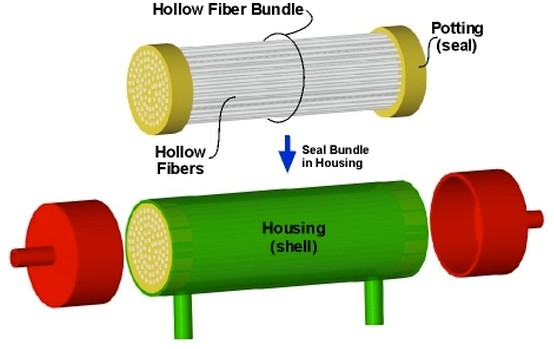 Hollow Fiber Bundle
Potting
(seal)
Hollow
Fibers
Seal Bundle
in Housing
Housing
(shell)